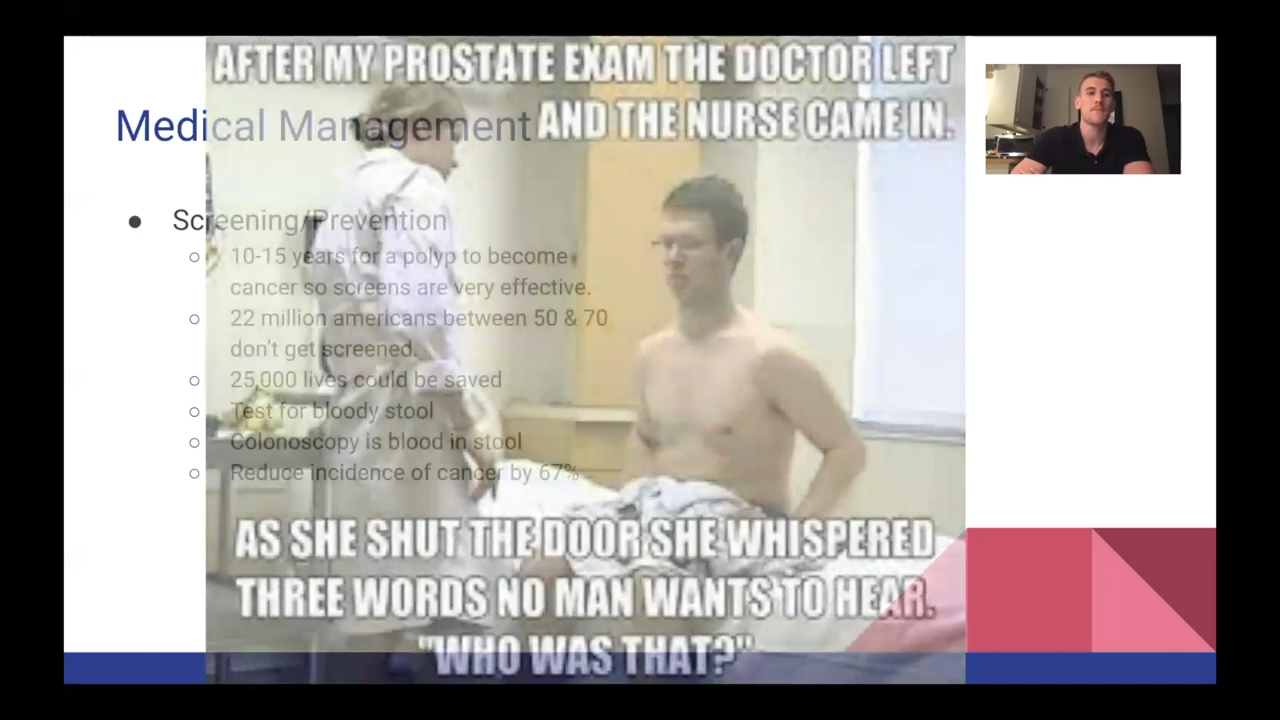 AFTER MY PROSTATE EXAM THE DOCTOR LEFT
AND THE NURSE CAME IN.
Medical Management
● Screening/Prevention
○ 10-15 years for a polyp to become
cancer so screens are very effective.
○ 22 million americans between 50 & 70
don't get screened.
○ 25,000 lives could be saved
○ Test for bloody stool
○ Colonoscopy is blood in stool
○ Reduce incidence of cancer by 67%
AS SHE SHUT THE DOOR SHE WHISPERED
THREE WORDS NO MAN WANTS TO HEAR.
"WHO WAS THAT?"